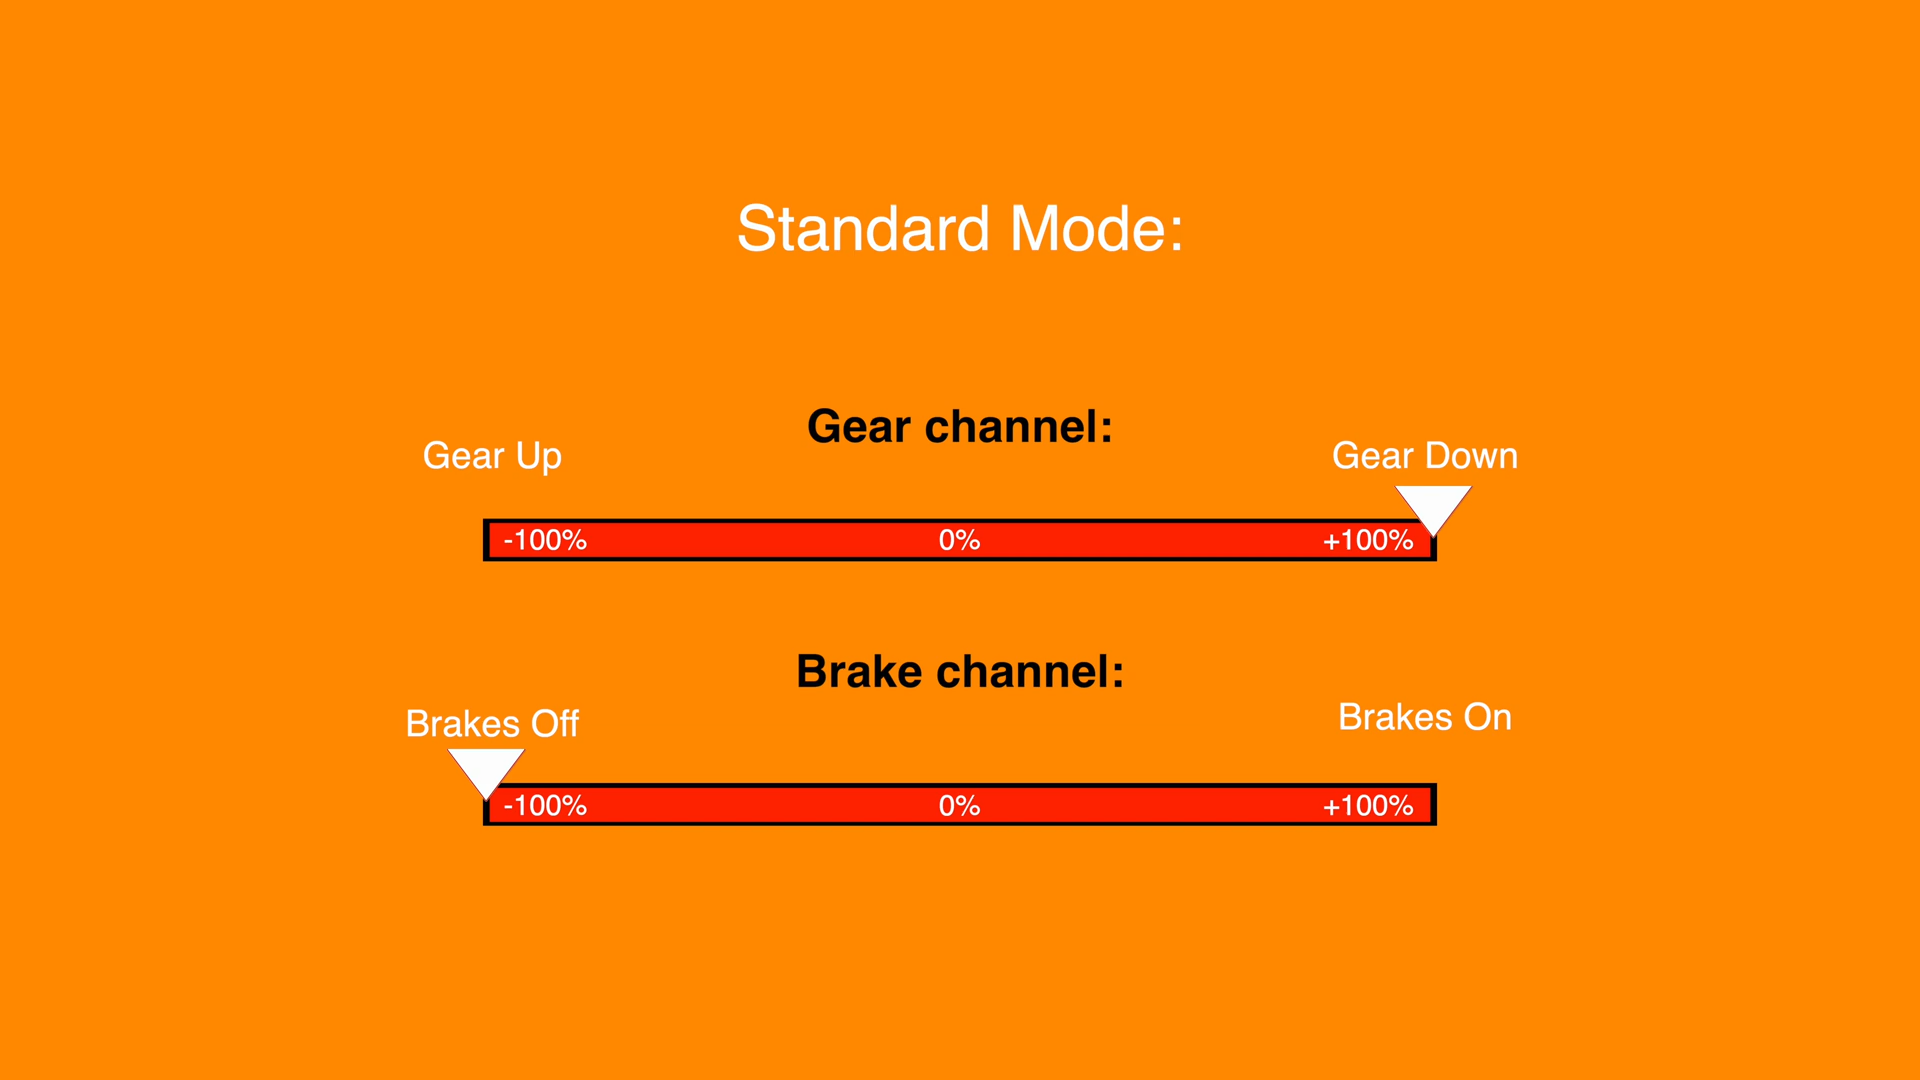 Standard Mode:
Gear channel:
Gear Up
Gear Down
-100%
0%
+100%
Brake channel:
Brakes Off
Brakes On
-100%
0%
+100%